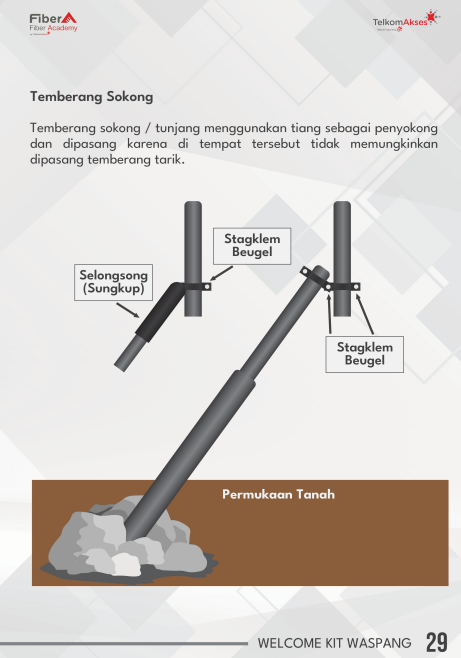 Fiber
Fiber Academy
TelkomAkses
Temberang Sokong
Temberang sokong / tunjang menggunakan tiang sebagai penyokong
dan dipasang karena di tempat tersebut tidak memungkinkan
dipasang temberang tarik.
Stagklem
Beugel
Selongsong
(Sungkup)
Stagklem
Beugel
Permukaan Tanah
WELCOME KIT WASPANG 29